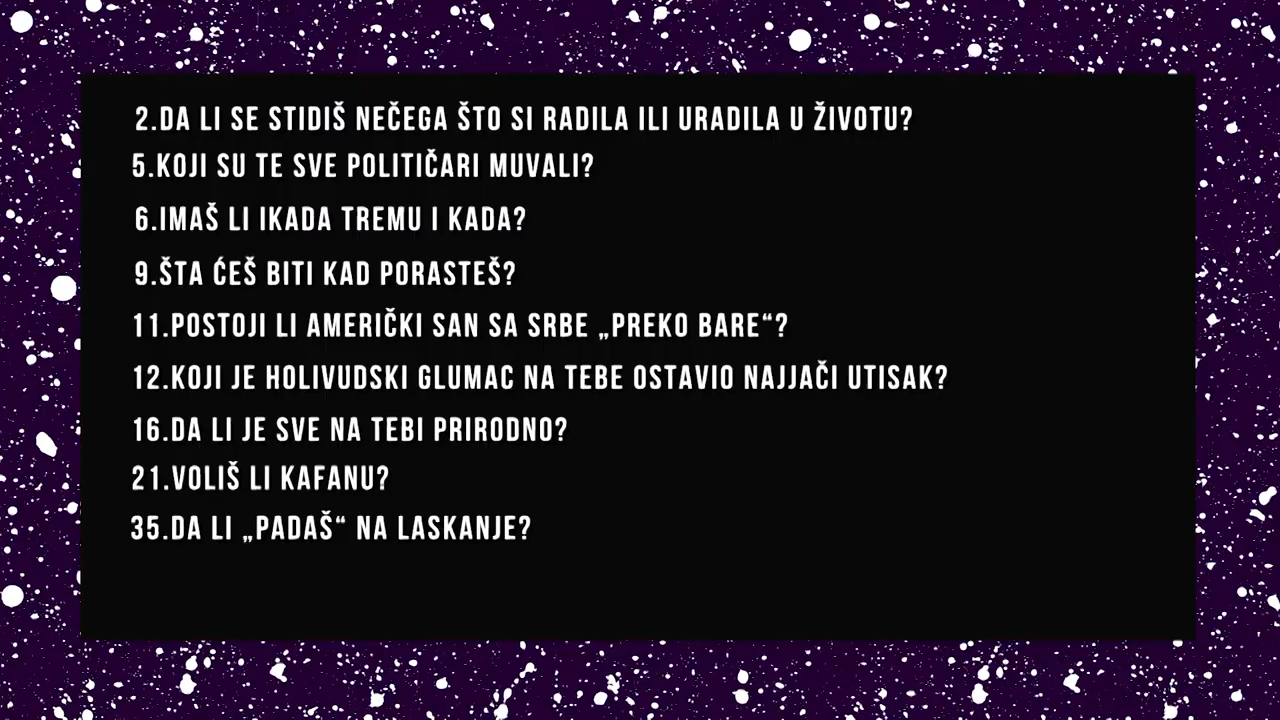 2.DA LI SE STIDIŠ NEČEGA ŠTO SI RADILA ILI URADILA U ŽIVOTU?
5.KOJI SU TE SVE POLITIČARI MUVALI?
6.IMAŠ LI IKADA TREMU I KADA?
9.ŠTA ĆEŠ BITI KAD PORASTEŠ?
11.POSTOJI LI AMERIČKI SAN SA SRBE „PREKO BARE“?
12.KOJI JE HOLIVUDSKI GLUMAC NA TEBE OSTAVIO NAJJAČI UTISAK?
16.DA LI JE SVE NA TEBI PRIRODNO?
21.VOLIŠ LI KAFANU?
35.DA LI „PADAŠ“ NA LASKANJE?